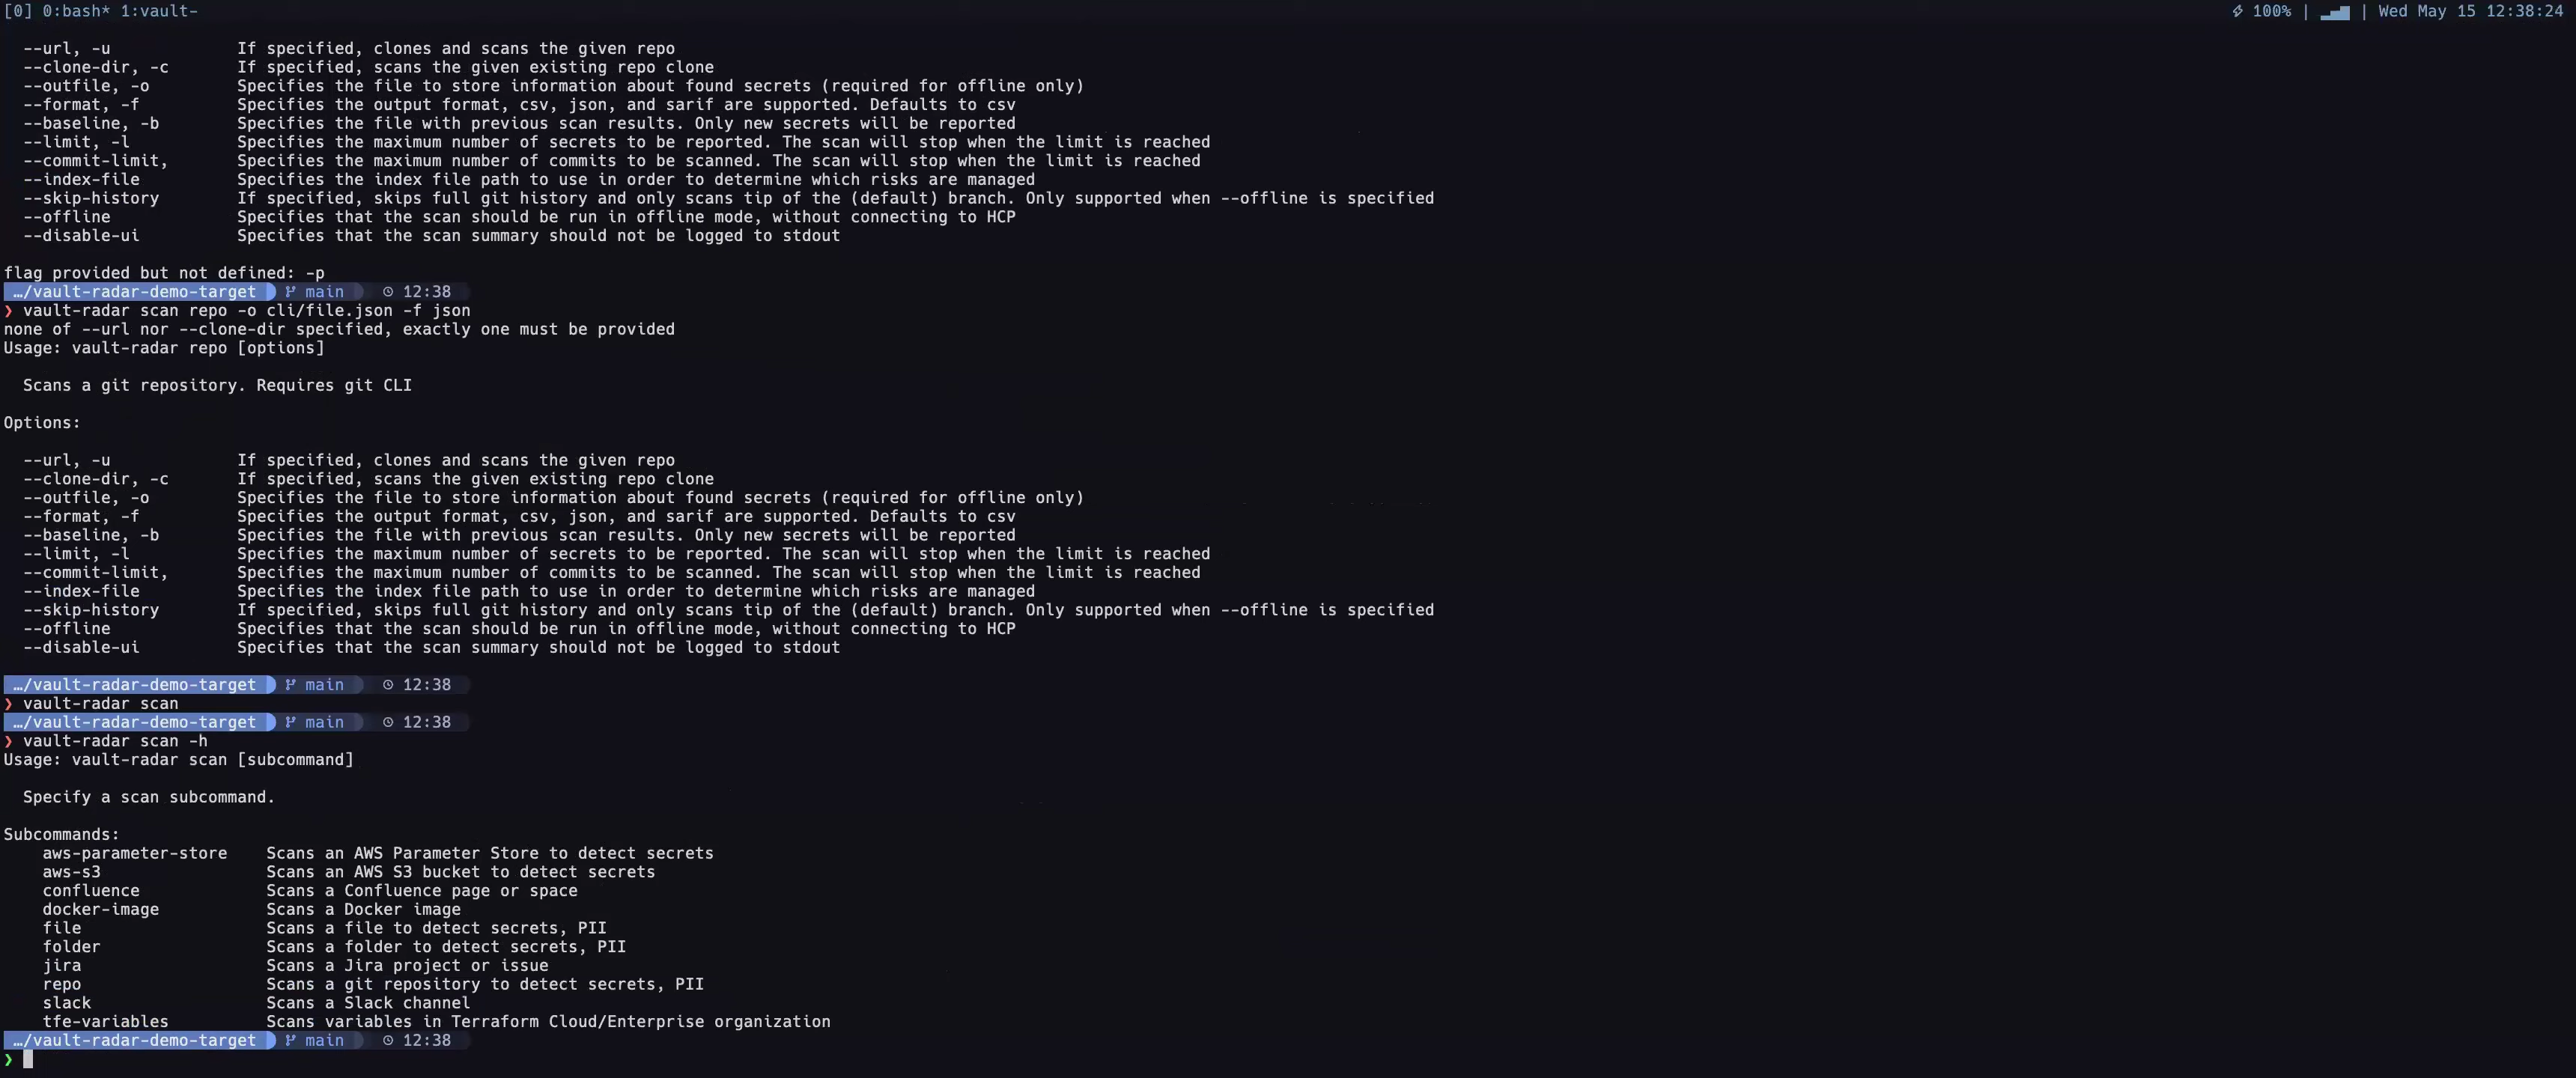 [0] 0:bash* 1:vault- 100% | | Wed May 15 12:38:24
--url, -u If specified, clones and scans the given repo
--clone-dir, -c If specified, scans the given existing repo clone
--outfile, -o Specifies the file to store information about found secrets (required for offline only)
--format, -f Specifies the output format, csv, json, and sarif are supported. Defaults to csv
--baseline, -b Specifies the file with previous scan results. Only new secrets will be reported
--limit, -l Specifies the maximum number of secrets to be reported. The scan will stop when the limit is reached
--commit-limit, Specifies the maximum number of commits to be scanned. The scan will stop when the limit is reached
--index-file Specifies the index file path to use in order to determine which risks are managed
--skip-history If specified, skips full git history and only scans tip of the (default) branch. Only supported when --offline is specified
--offline Specifies that the scan should be run in offline mode, without connecting to HCP
--disable-ui Specifies that the scan summary should not be logged to stdout
flag provided but not defined: -p
…/vault-radar-demo-target main 12:38
❯ vault-radar scan repo -o cli/file.json -f json
none of --url nor --clone-dir specified, exactly one must be provided
Usage: vault-radar repo [options]
Scans a git repository. Requires git CLI
Options:
--url, -u If specified, clones and scans the given repo
--clone-dir, -c If specified, scans the given existing repo clone
--outfile, -o Specifies the file to store information about found secrets (required for offline only)
--format, -f Specifies the output format, csv, json, and sarif are supported. Defaults to csv
--baseline, -b Specifies the file with previous scan results. Only new secrets will be reported
--limit, -l Specifies the maximum number of secrets to be reported. The scan will stop when the limit is reached
--commit-limit, Specifies the maximum number of commits to be scanned. The scan will stop when the limit is reached
--index-file Specifies the index file path to use in order to determine which risks are managed
--skip-history If specified, skips full git history and only scans tip of the (default) branch. Only supported when --offline is specified
--offline Specifies that the scan should be run in offline mode, without connecting to HCP
--disable-ui Specifies that the scan summary should not be logged to stdout
…/vault-radar-demo-target main 12:38
❯ vault-radar scan
…/vault-radar-demo-target main 12:38
❯ vault-radar scan -h
Usage: vault-radar scan [subcommand]
Specify a scan subcommand.
Subcommands:
aws-parameter-store Scans an AWS Parameter Store to detect secrets
aws-s3 Scans an AWS S3 bucket to detect secrets
confluence Scans a Confluence page or space
docker-image Scans a Docker image
file Scans a file to detect secrets, PII
folder Scans a folder to detect secrets, PII
jira Scans a Jira project or issue
repo Scans a git repository to detect secrets, PII
slack Scans a Slack channel
tfe-variables Scans variables in Terraform Cloud/Enterprise organization
…/vault-radar-demo-target main 12:38
❯